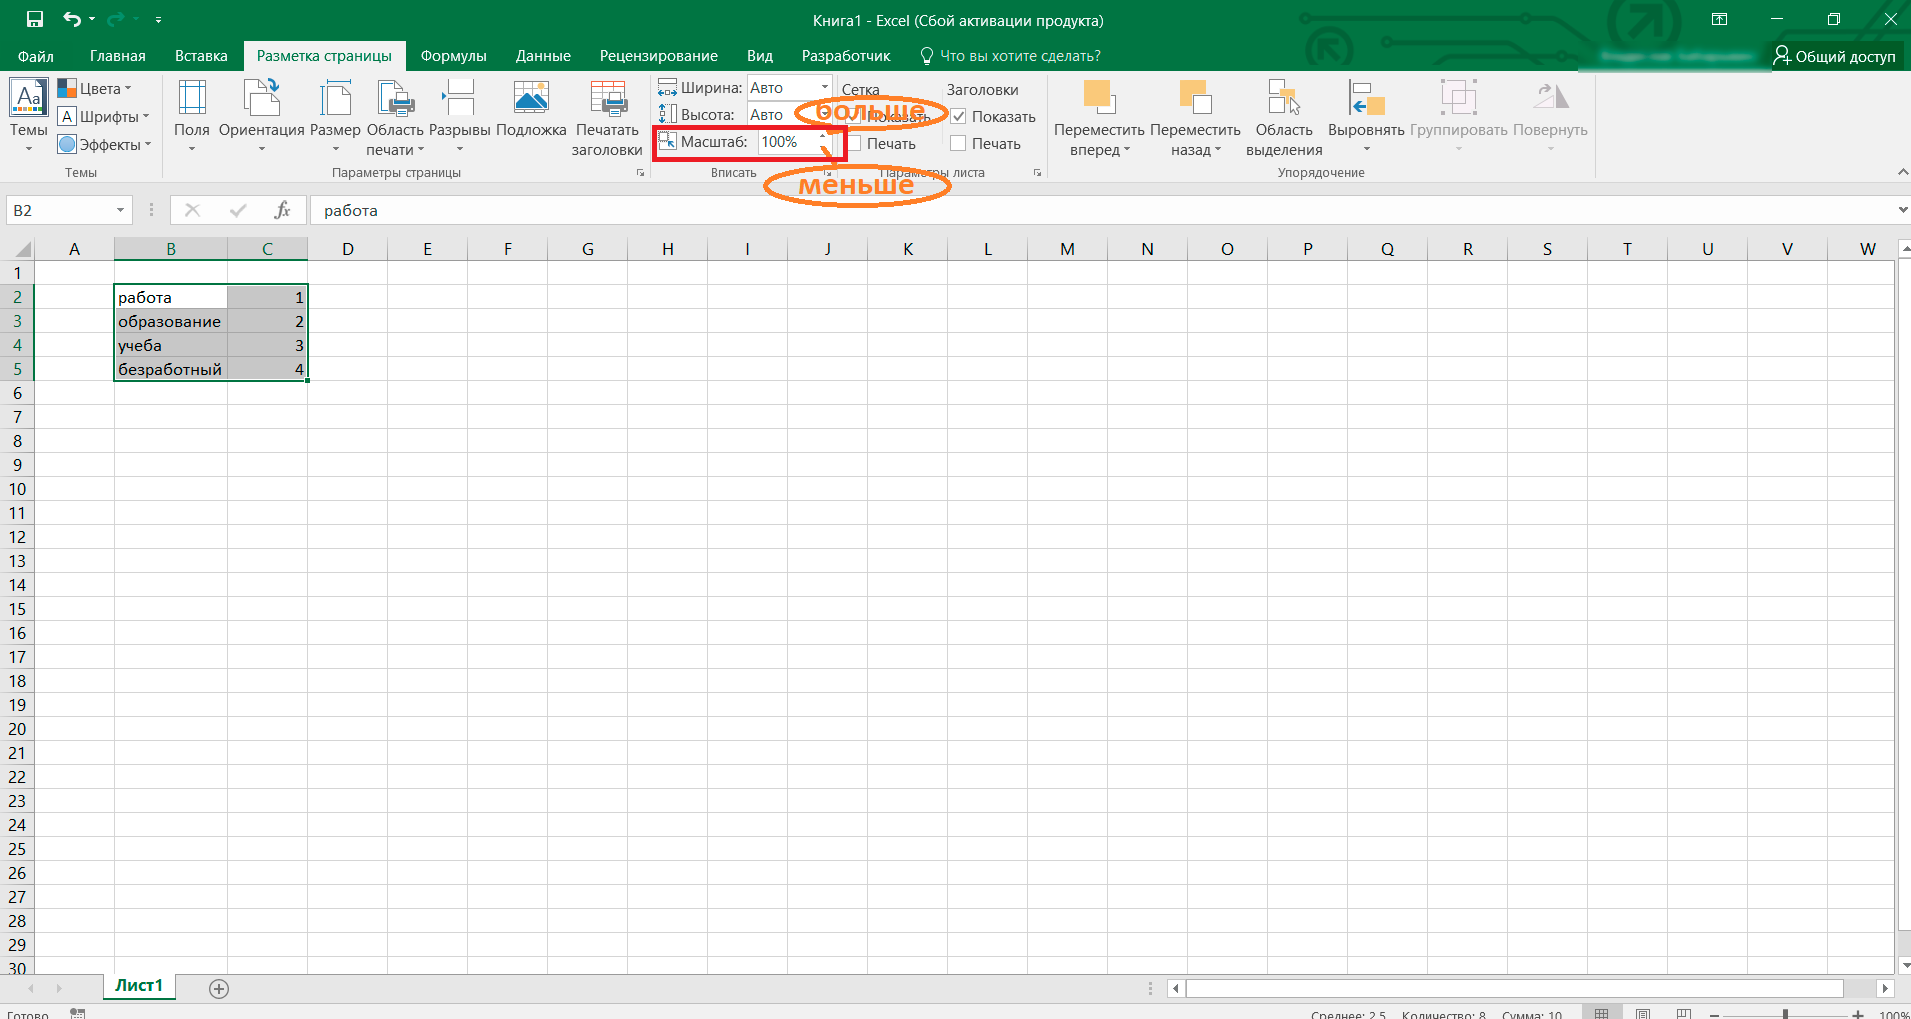 Книга1 - Excel (Сбой активации продукта)
Файл Главная Вставка Разметка страницы Формулы Данные Рецензирование Вид Разработчик Что вы хотите сделать? Общий доступ
Aa Цвета Ширина: Авто Сетка Заголовки
больше
A Шрифты Высота: Авто Показать Показать
Темы Эффекты Поля Ориентация Размер Область печати Разрывы Подложка Печатать заголовки Масштаб: 100% Печать Печать Переместить вперед Переместить назад Область выделения Выровнять Группировать Повернуть
Темы Параметры страницы Вписать Параметры листа Упорядочение
меньше
B2 fx работа
A B C D E F G H I J K L M N O P Q R S T U V W
1
2 работа 1
3 образование 2
4 учеба 3
5 безработный 4
6
7
8
9
10
11
12
13
14
15
16
17
18
19
20
21
22
23
24
25
26
27
28
29
30
Лист1
Готово Среднее: 2,5 Количество: 8 Сумма: 10 100%